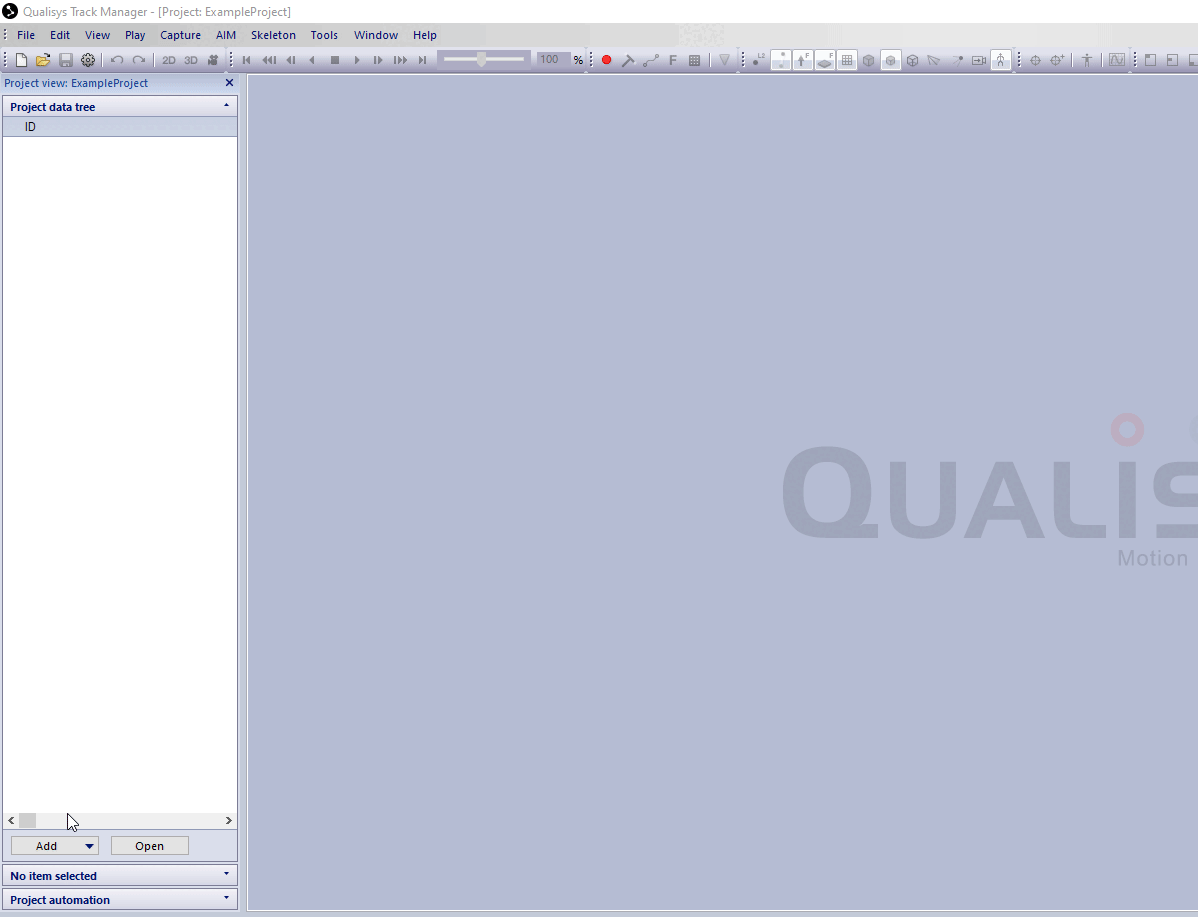 Qualisys Track Manager - [Project: ExampleProject]
File Edit View Play Capture AIM Skeleton Tools Window Help
2D 3D 100 % F L2 F F
Project view: ExampleProject
Project data tree
ID
QUALIS
Motion
Add Open
No item selected
Project automation